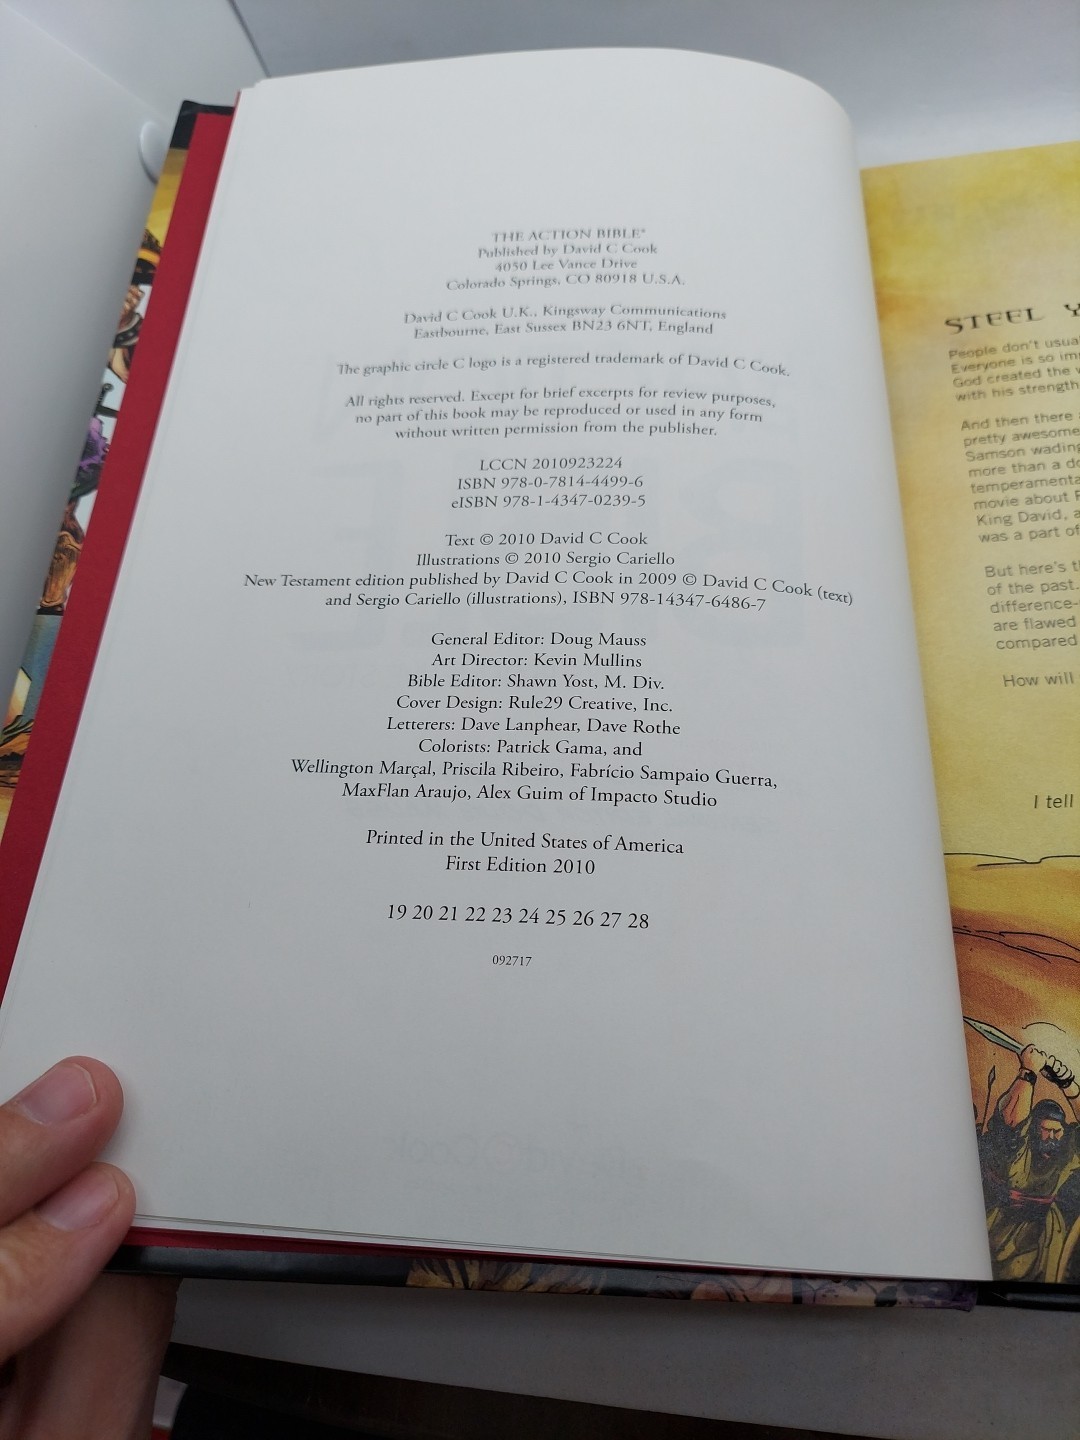 THE ACTION BIBLE®
Published by David C Cook
4050 Lee Vance Drive
Colorado Springs, CO 80918 U.S.A.
David C Cook U.K., Kingsway Communications
Eastbourne, East Sussex BN23 6NT, England
The graphic circle C logo is a registered trademark of David C Cook.
All rights reserved. Except for brief excerpts for review purposes,
no part of this book may be reproduced or used in any form
without written permission from the publisher.
LCCN 2010923224
ISBN 978-0-7814-4499-6
eISBN 978-1-4347-0239-5
Text © 2010 David C Cook
Illustrations © 2010 Sergio Cariello
New Testament edition published by David C Cook in 2009 © David C Cook (text)
and Sergio Cariello (illustrations), ISBN 978-14347-6486-7
General Editor: Doug Mauss
Art Director: Kevin Mullins
Bible Editor: Shawn Yost, M. Div.
Cover Design: Rule29 Creative, Inc.
Letterers: Dave Lanphear, Dave Rothe
Colorists: Patrick Gama, and
Wellington Marçal, Priscila Ribeiro, Fabrício Sampaio Guerra,
MaxFlan Araujo, Alex Guim of Impacto Studio
Printed in the United States of America
First Edition 2010
19 20 21 22 23 24 25 26 27 28
092717
STEEL
People don't
Everyone is so
God created the
with his strength
And then there
pretty awesome
Samson wading
more than a
movie about
King David,
was a part of
But here's
of the past.
are flawed
compared
How will
I tell